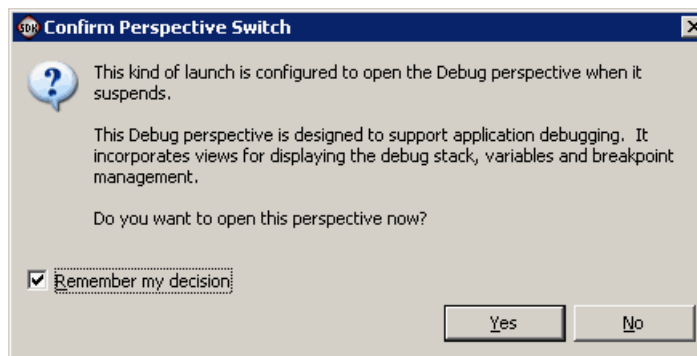 SDK Confirm Perspective Switch
This kind of launch is configured to open the Debug perspective when it
suspends.
This Debug perspective is designed to support application debugging. It
incorporates views for displaying the debug stack, variables and breakpoint
management.
Do you want to open this perspective now?
Remember my decision
Yes No